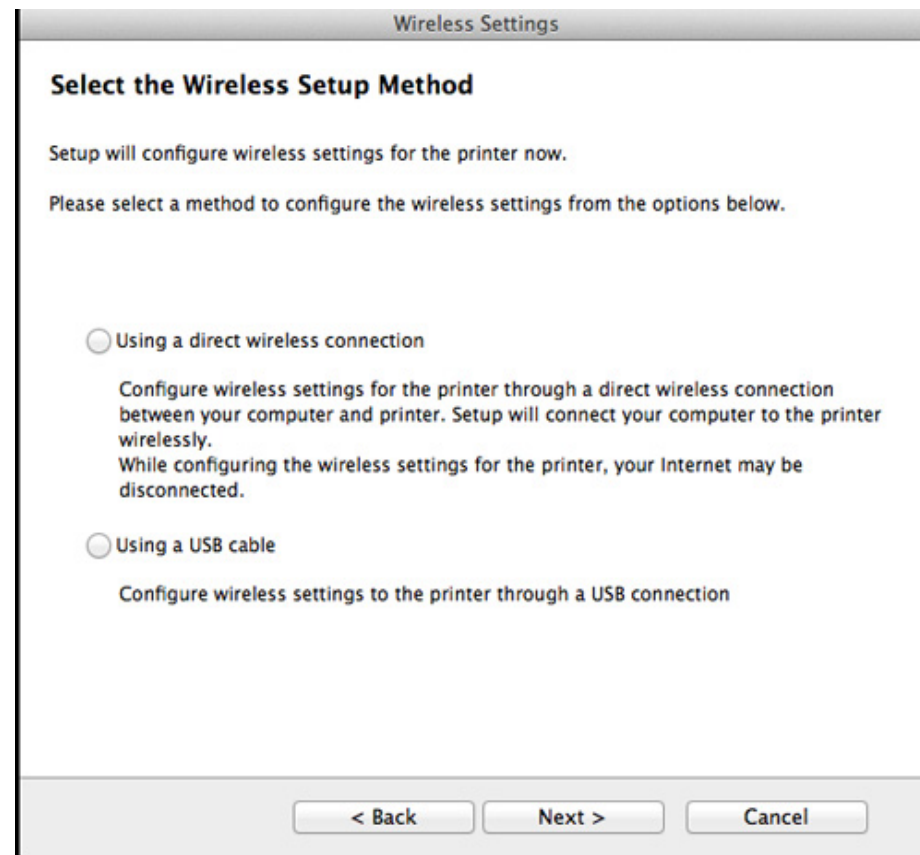 Wireless Settings
Select the Wireless Setup Method
Setup will configure wireless settings for the printer now.
Please select a method to configure the wireless settings from the options below.
Using a direct wireless connection
Configure wireless settings for the printer through a direct wireless connection
between your computer and printer. Setup will connect your computer to the printer
wirelessly.
While configuring the wireless settings for the printer, your Internet may be
disconnected.
Using a USB cable
Configure wireless settings to the printer through a USB connection
< Back Next > Cancel